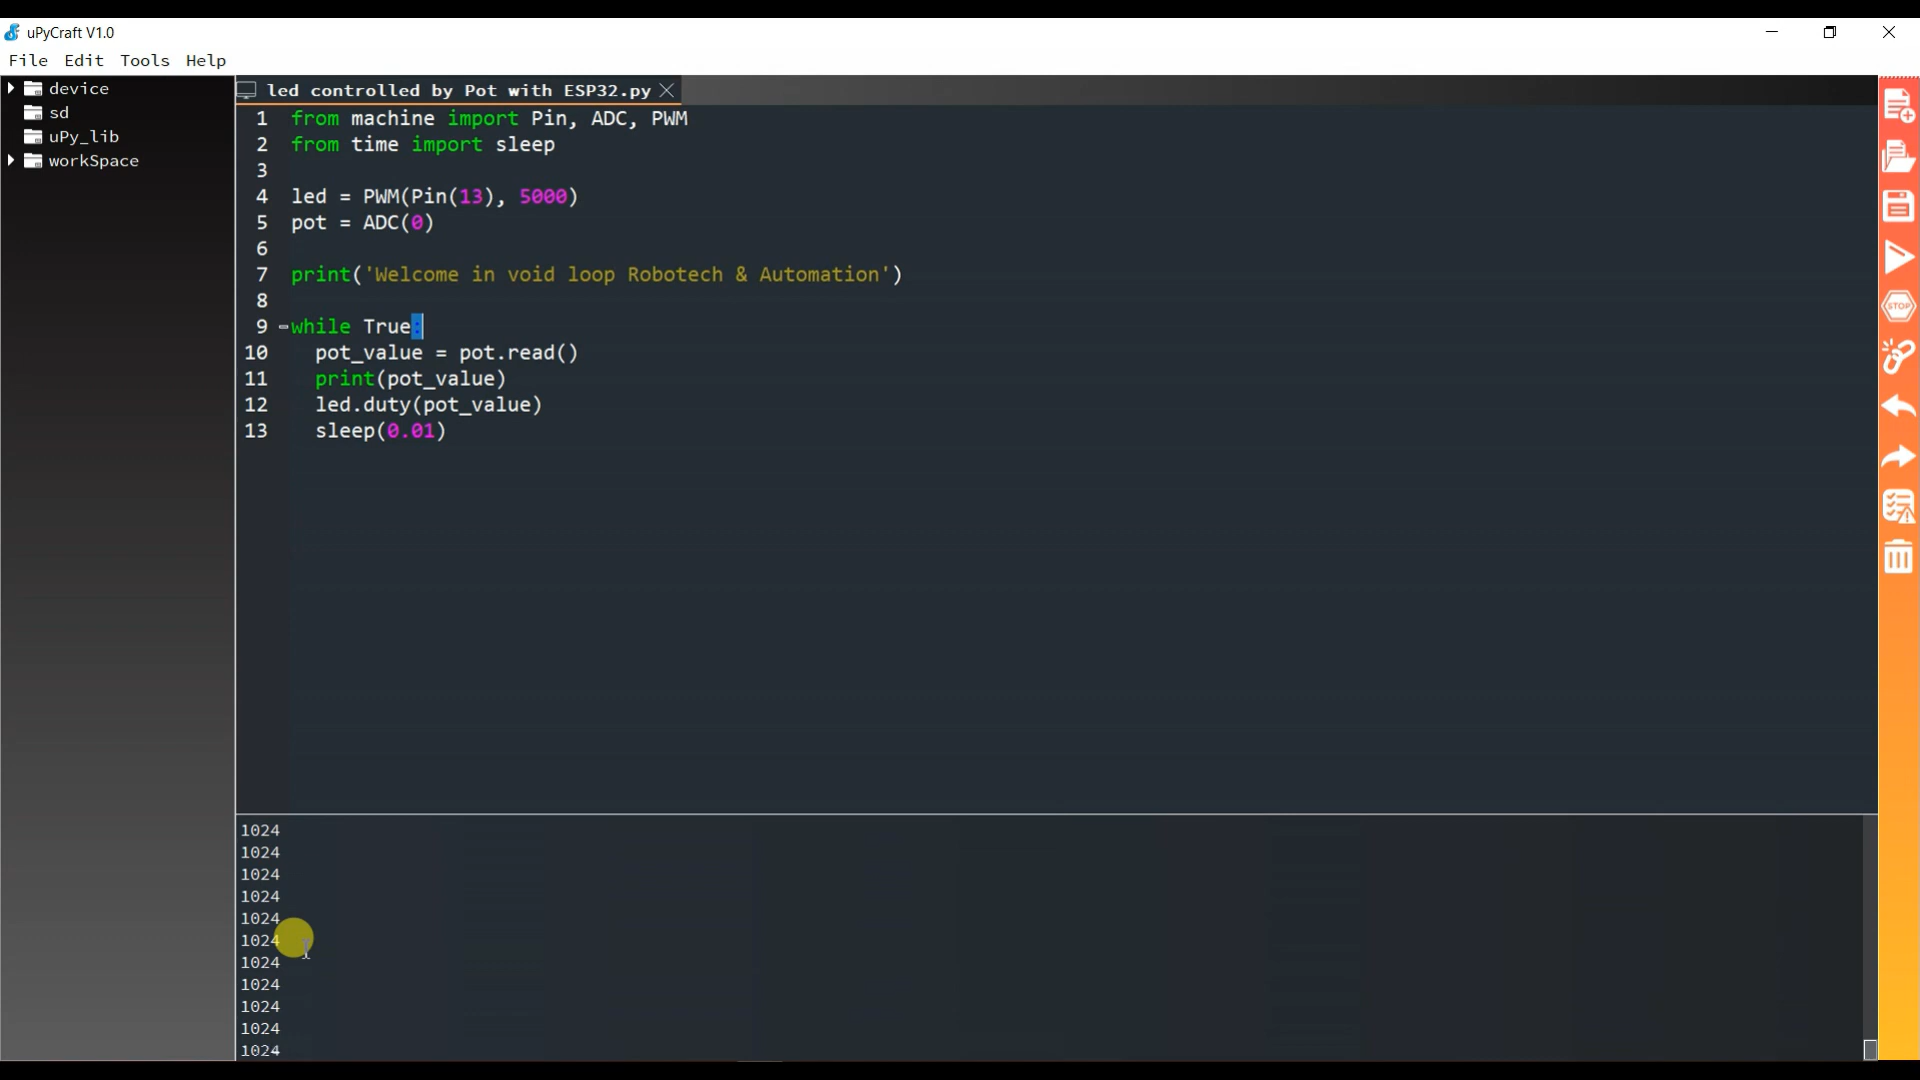 uPyCraft V1.0
File Edit Tools Help
device
sd
uPy_lib
workSpace
led controlled by Pot with ESP32.py
1 from machine import Pin, ADC, PWM
2 from time import sleep
3
4 led = PWM(Pin(13), 5000)
5 pot = ADC(0)
6
7 print('Welcome in void loop Robotech & Automation')
8
9 while True:
10 pot_value = pot.read()
11 print(pot_value)
12 led.duty(pot_value)
13 sleep(0.01)
STOP
1024
1024
1024
1024
1024
1024
1024
1024
1024
1024
1024